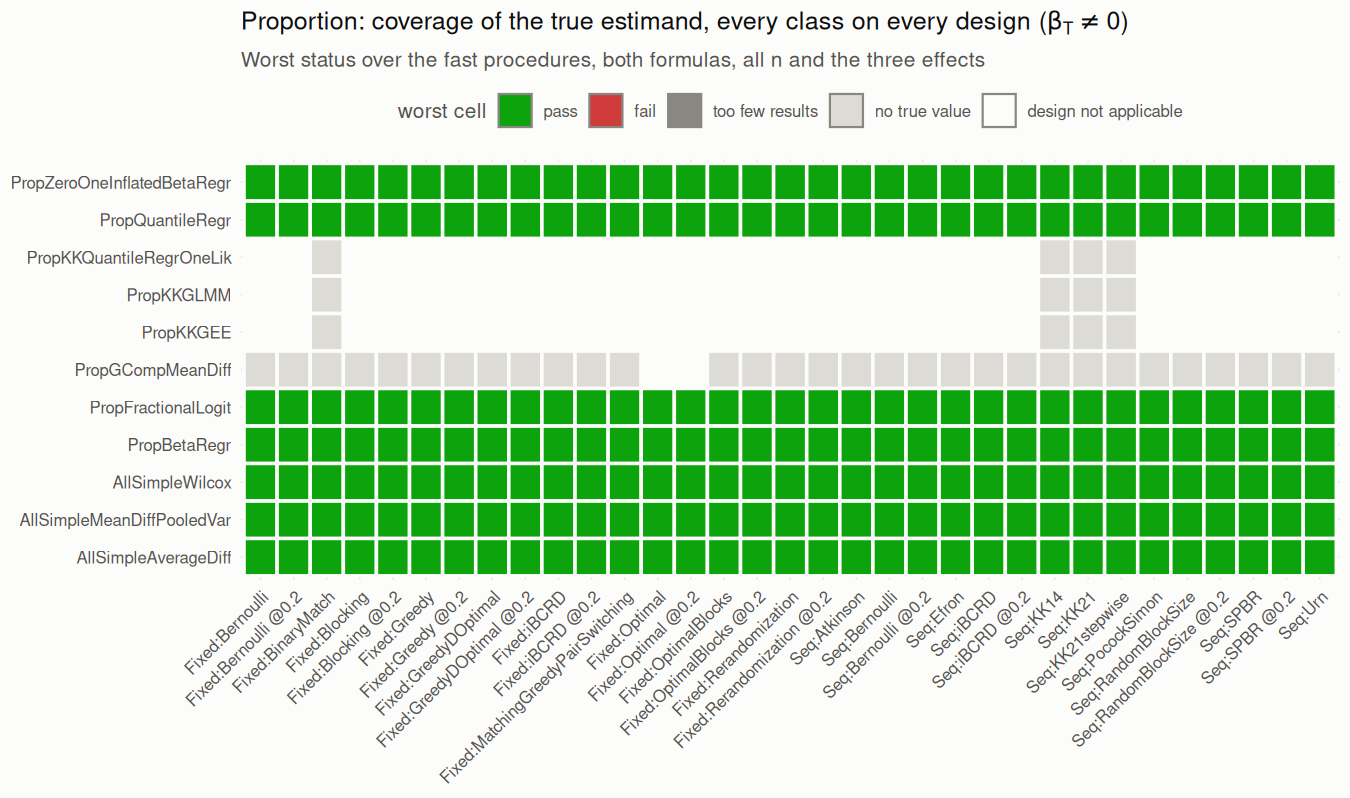 Proportion: coverage of the true estimand, every class on every design (βT ≠ 0)
Worst status over the fast procedures, both formulas, all n and the three effects
worst cell pass fail too few results no true value design not applicable
PropZeroOneInflatedBetaRegr
PropQuantileRegr
PropKKQuantileRegrOneLik
PropKKGLMM
PropKKGEE
PropGCompMeanDiff
PropFractionalLogit
PropBetaRegr
AllSimpleWilcox
AllSimpleMeanDiffPooledVar
AllSimpleAverageDiff
Fixed:Bernoulli
Fixed:Bernoulli @0.2
Fixed:BinaryMatch
Fixed:Blocking
Fixed:Blocking @0.2
Fixed:Greedy
Fixed:Greedy @0.2
Fixed:GreedyDOptimal
Fixed:GreedyDOptimal @0.2
Fixed:iBCRD
Fixed:iBCRD @0.2
Fixed:MatchingGreedyPairSwitching
Fixed:Optimal
Fixed:Optimal @0.2
Fixed:OptimalBlocks
Fixed:OptimalBlocks @0.2
Fixed:Rerandomization
Fixed:Rerandomization @0.2
Seq:Atkinson
Seq:Bernoulli
Seq:Bernoulli @0.2
Seq:Efron
Seq:iBCRD
Seq:iBCRD @0.2
Seq:KK14
Seq:KK21
Seq:KK21stepwise
Seq:PocockSimon
Seq:RandomBlockSize
Seq:RandomBlockSize @0.2
Seq:SPBR
Seq:SPBR @0.2
Seq:Urn